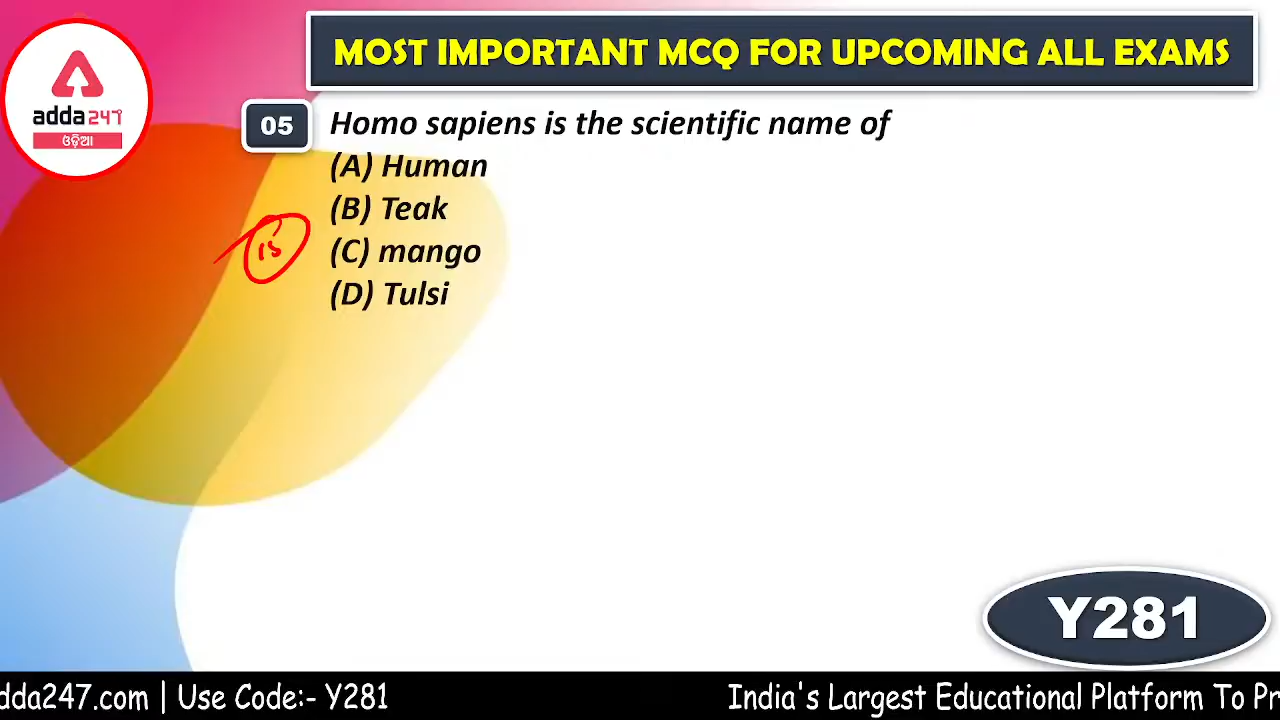 MOST IMPORTANT MCQ FOR UPCOMING ALL EXAMS
adda247
ଓଡ଼ିଆ
05 Homo sapiens is the scientific name of
(A) Human
(B) Teak
(C) mango
(D) Tulsi
15
Y281
dda247.com | Use Code:- Y281 India's Largest Educational Platform To Pr